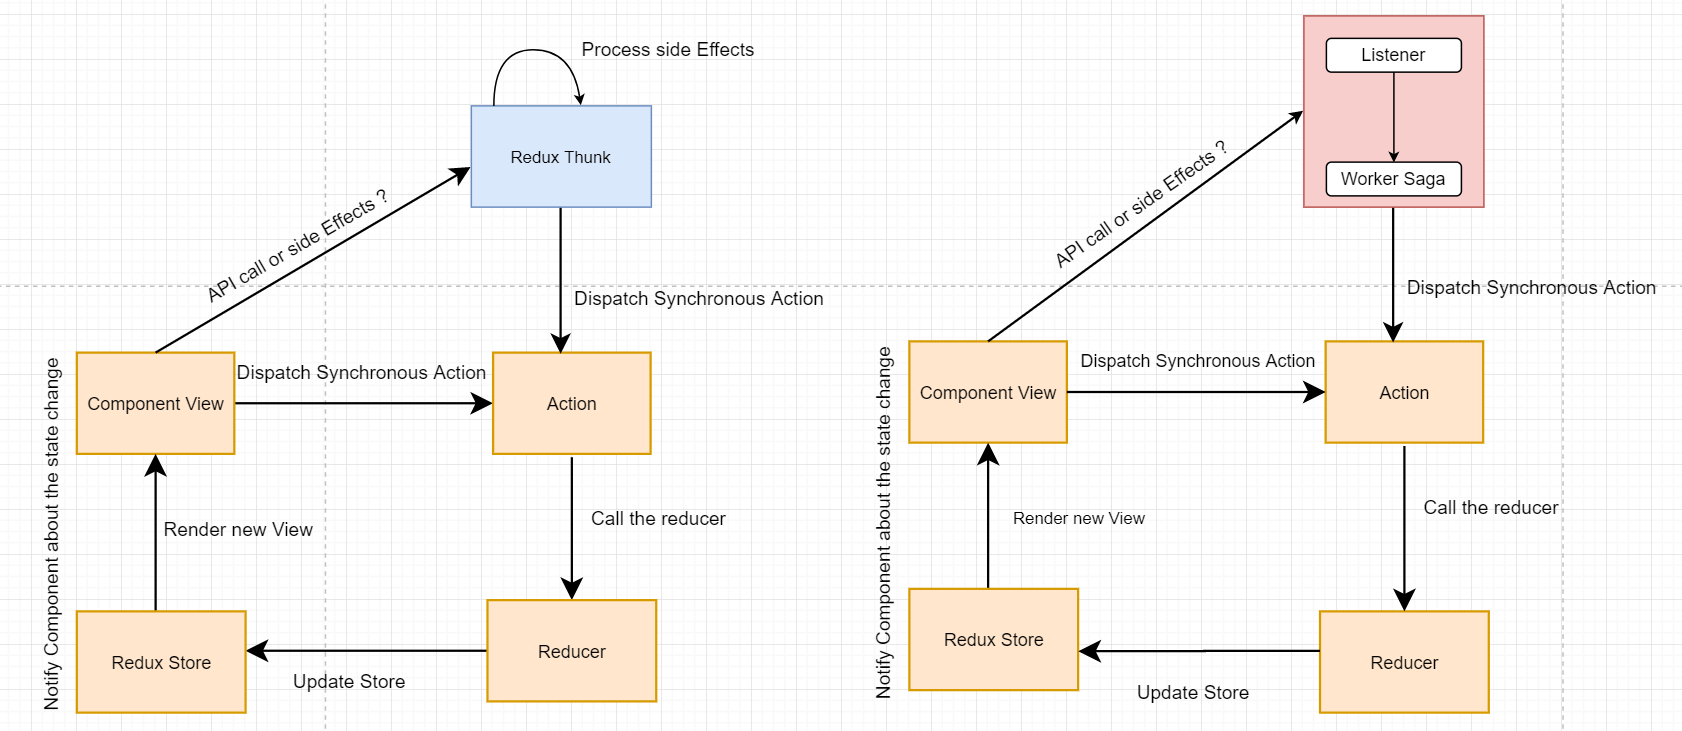 Process side Effects
Redux Thunk
API call or side Effects ?
Dispatch Synchronous Action
Dispatch Synchronous Action
Component View
Action
Notify Component about the state change
Render new View
Call the reducer
Redux Store
Reducer
Update Store
Listener
Worker Saga
API call or side Effects ?
Dispatch Synchronous Action
Dispatch Synchronous Action
Component View
Action
Notify Component about the state change
Render new View
Call the reducer
Redux Store
Reducer
Update Store